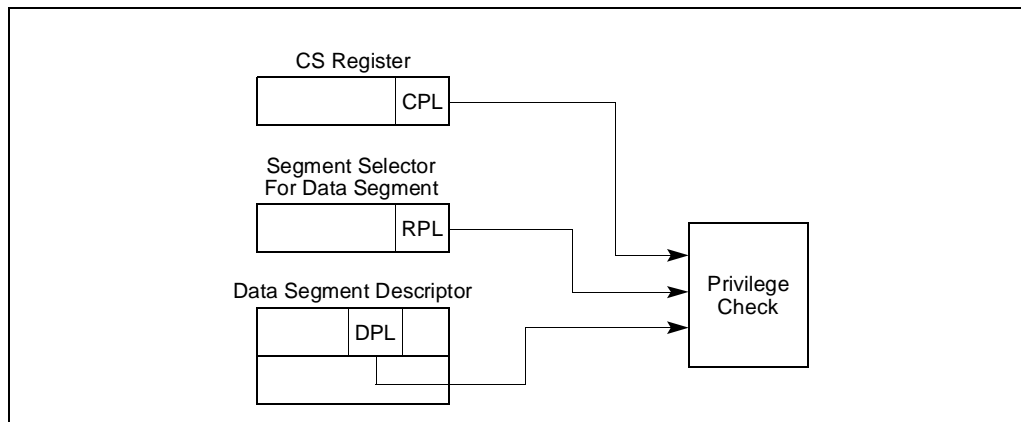 CS Register
CPL
Segment Selector
For Data Segment
RPL
Data Segment Descriptor
DPL
Privilege
Check